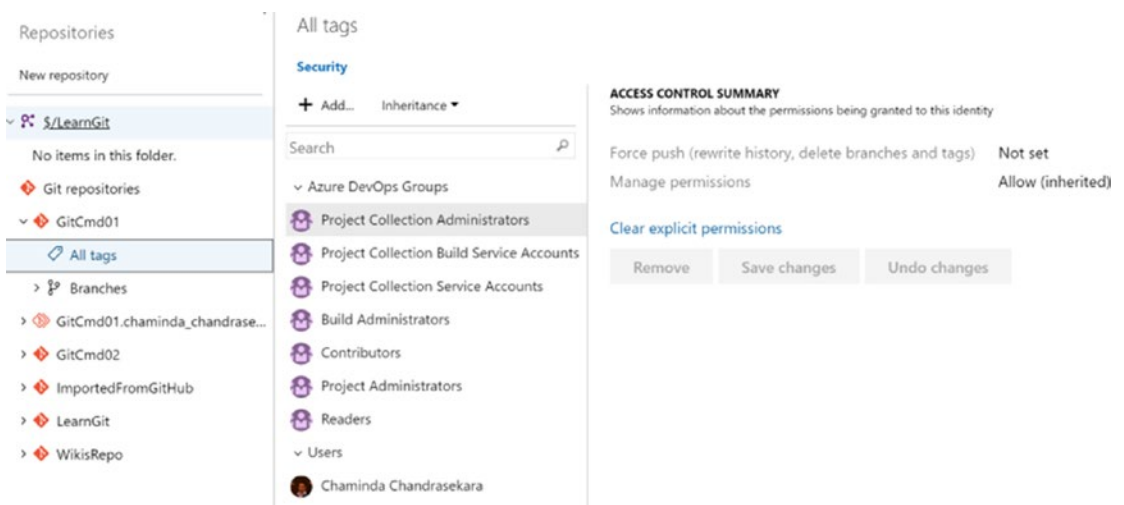 Repositories
New repository
$/LearnGit
No items in this folder.
Git repositories
GitCmd01
All tags
Branches
GitCmd01.chaminda_chandrase...
GitCmd02
ImportedFromGitHub
LearnGit
WikisRepo
All tags
Security
+ Add... Inheritance
Search
Azure DevOps Groups
Project Collection Administrators
Project Collection Build Service Accounts
Project Collection Service Accounts
Build Administrators
Contributors
Project Administrators
Readers
Users
Chaminda Chandrasekara
ACCESS CONTROL SUMMARY
Shows information about the permissions being granted to this identity
Force push (rewrite history, delete branches and tags) Not set
Manage permissions Allow (inherited)
Clear explicit permissions
Remove Save changes Undo changes